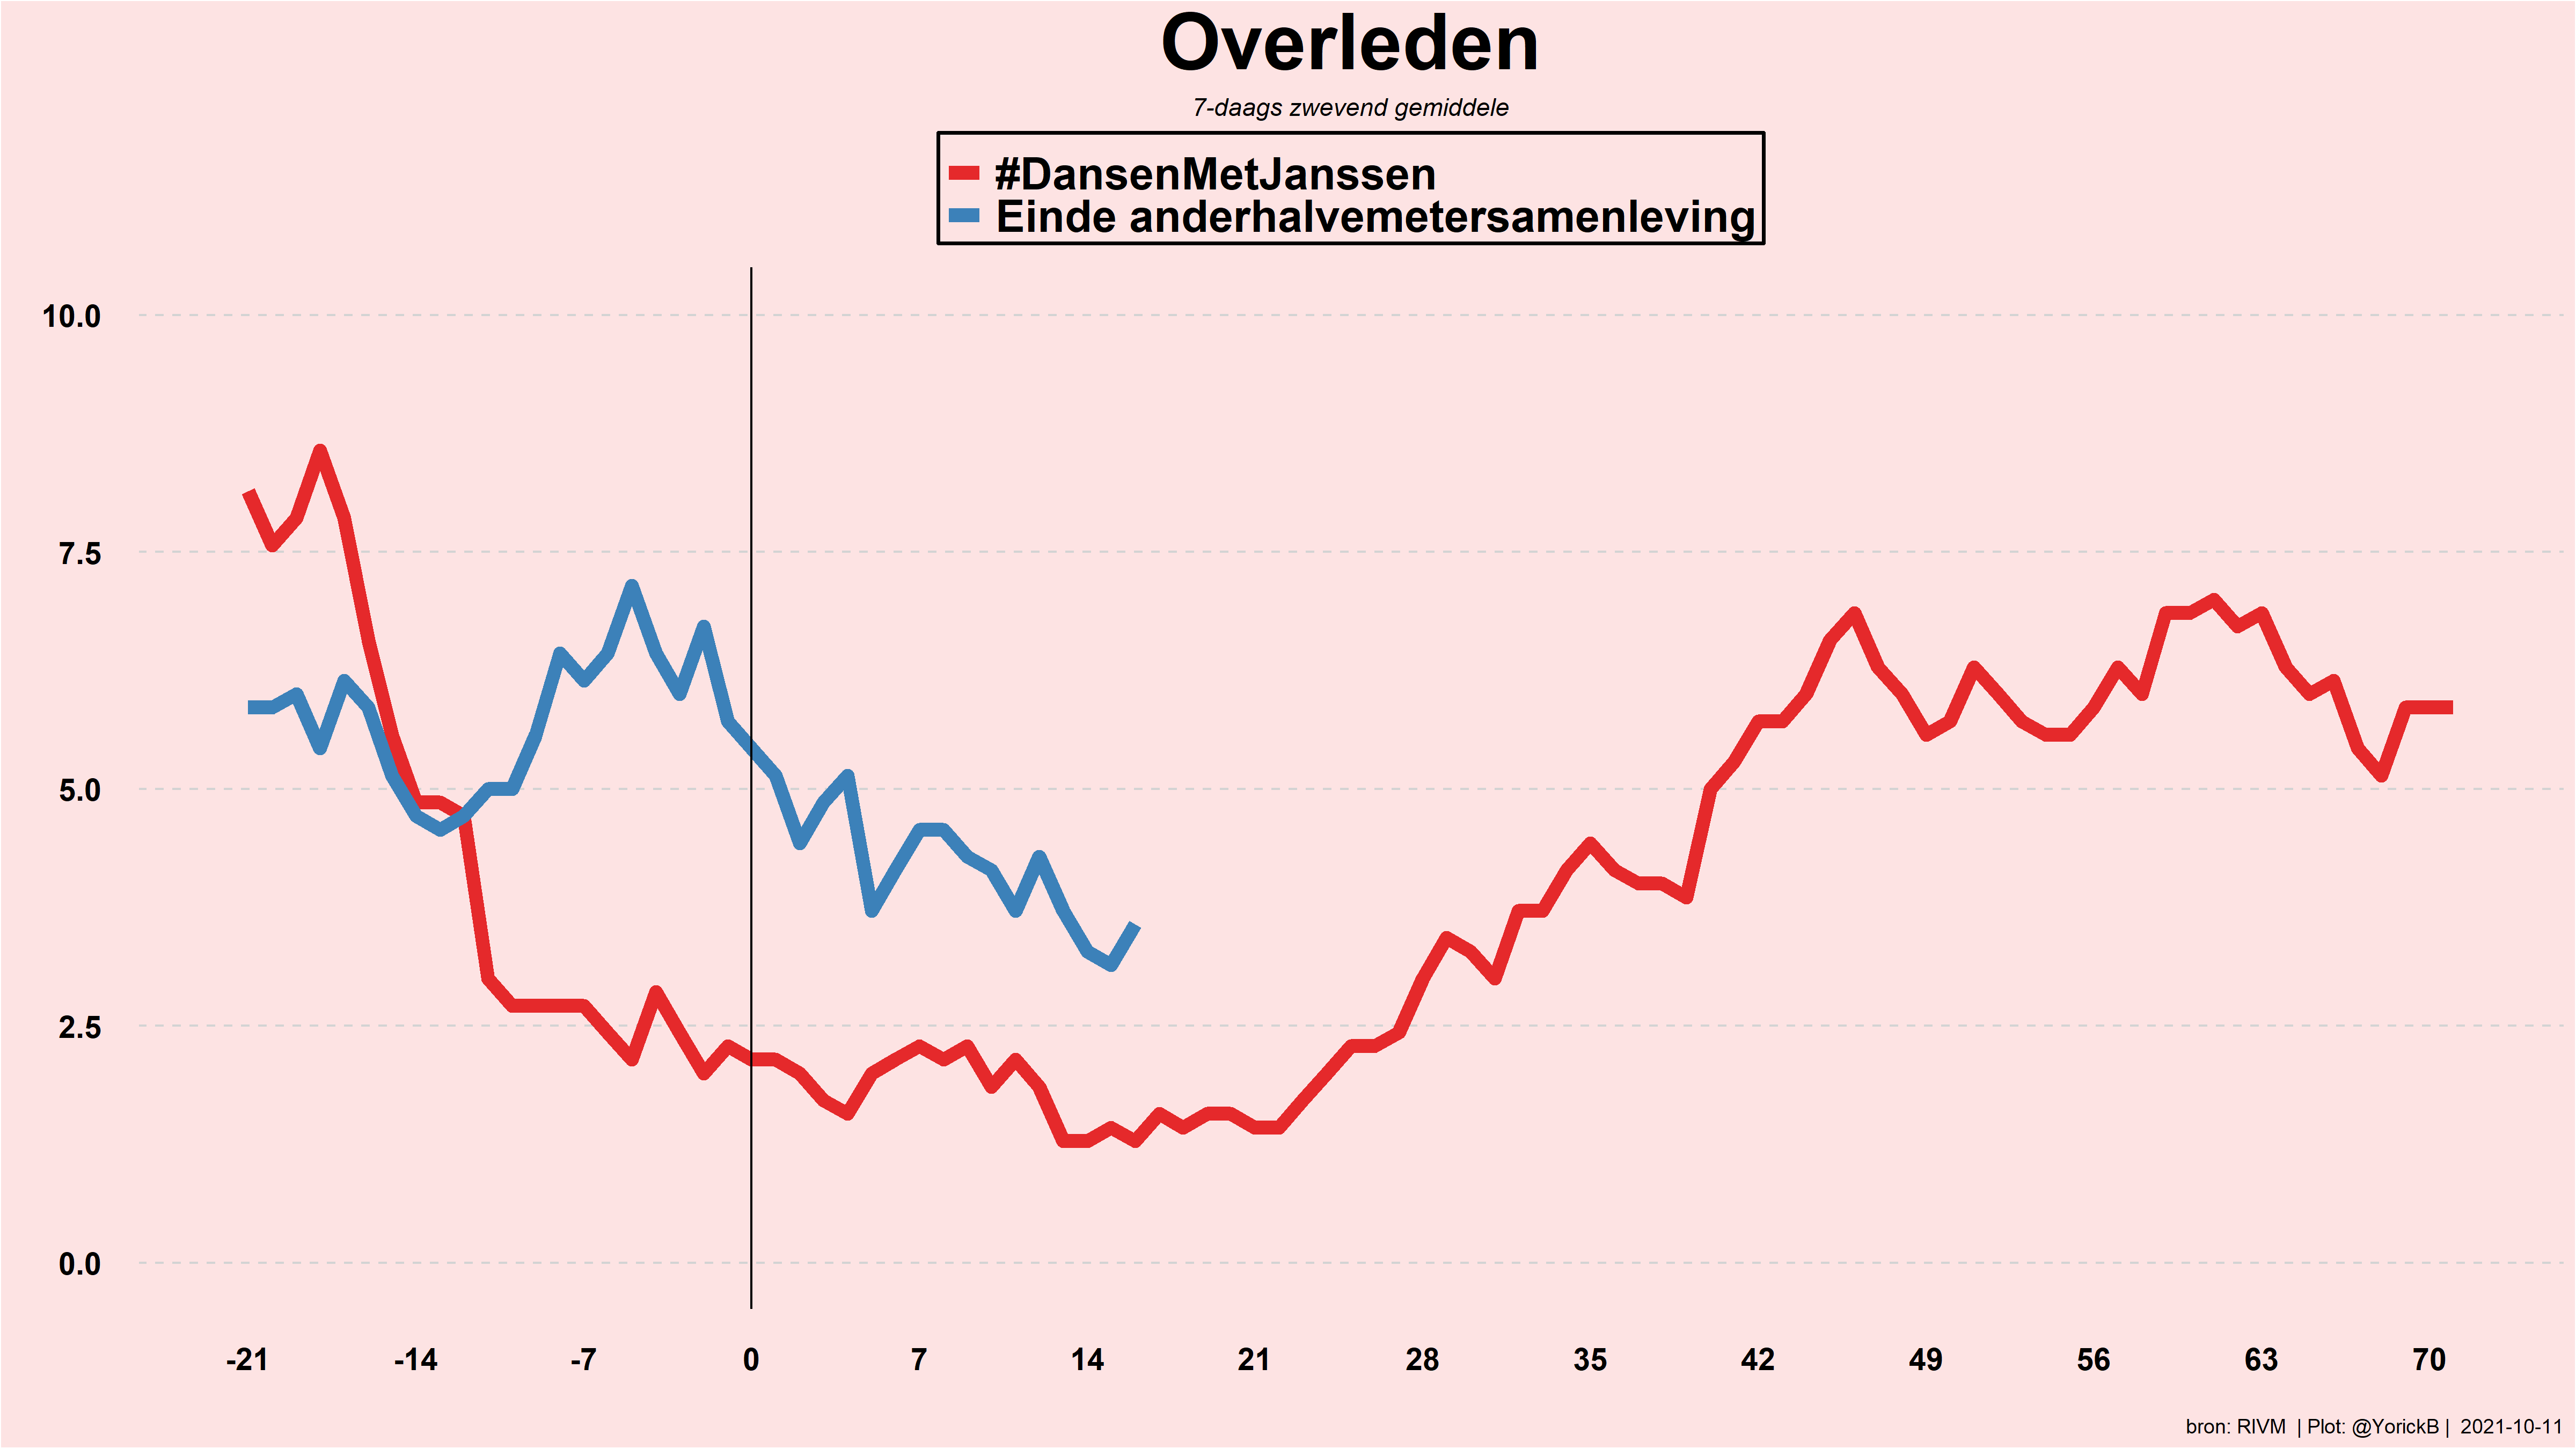 Overleden
7-daags zwevend gemiddele
#DansenMetJanssen
Einde anderhalvemetersamenleving
10.0
7.5
5.0
2.5
0.0
-21 -14 -7 0 7 14 21 28 35 42 49 56 63 70
bron: RIVM | Plot: @YorickB | 2021-10-11